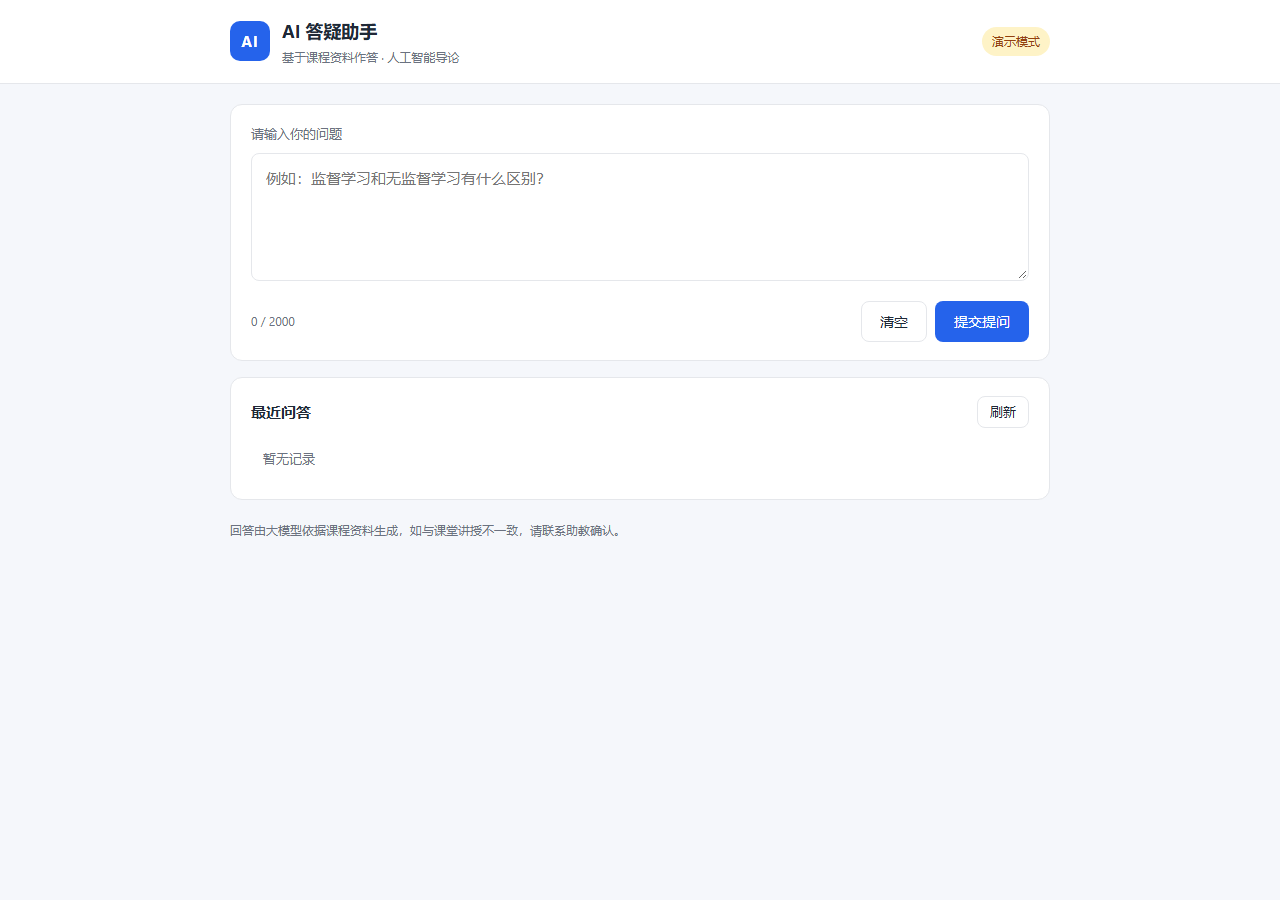 AI
AI 答疑助手
基于课程资料作答 · 人工智能导论
演示模式
请输入你的问题
例如：监督学习和无监督学习有什么区别？
0 / 2000
清空
提交提问
最近问答
刷新
暂无记录
回答由大模型依据课程资料生成，如与课堂讲授不一致，请联系助教确认。